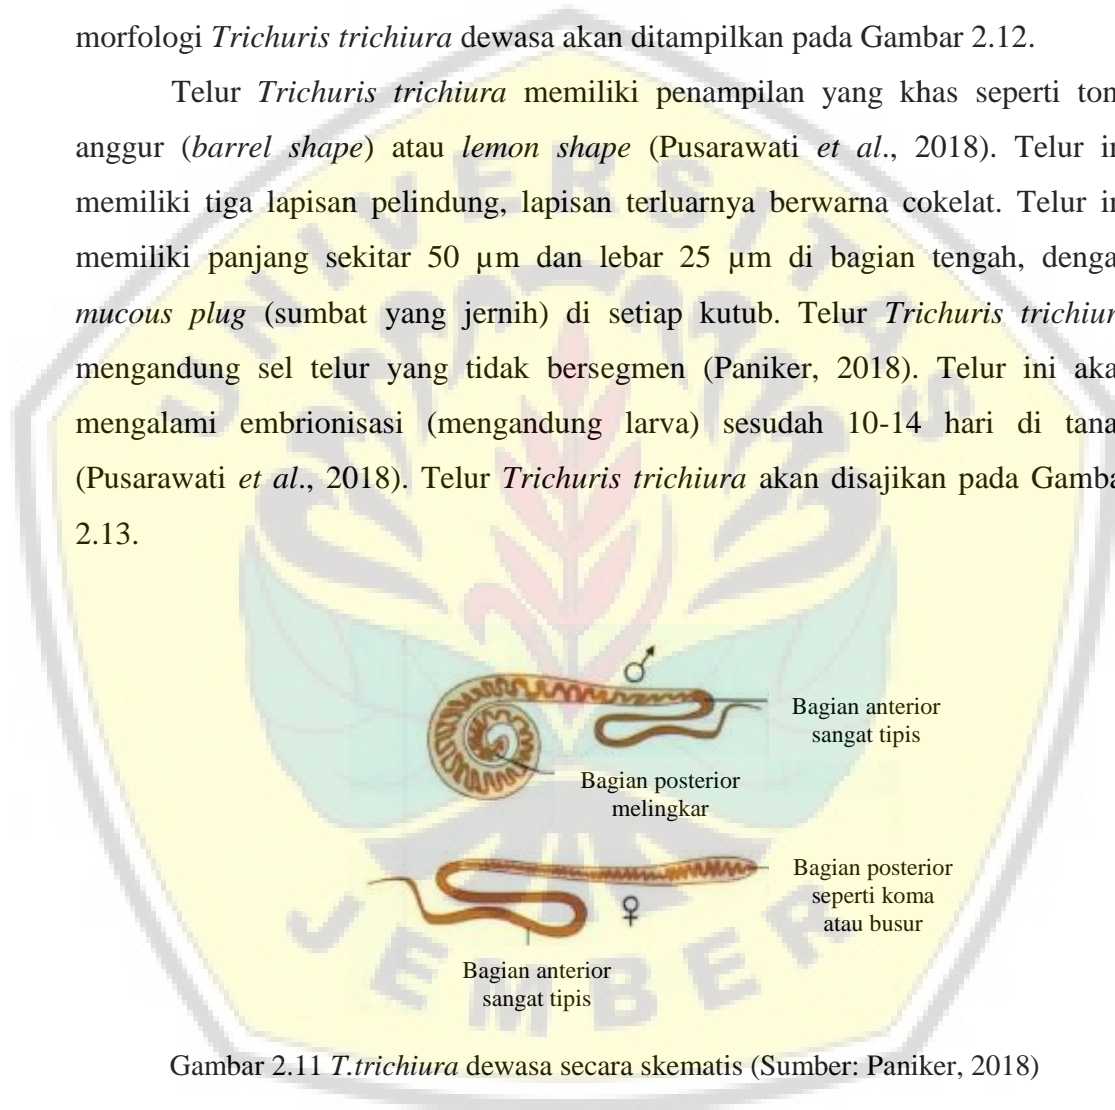 morfologi Trichuris trichiura dewasa akan ditampilkan pada Gambar 2.12.
Telur Trichuris trichiura memiliki penampilan yang khas seperti ton
anggur (barrel shape) atau lemon shape (Pusarawati et al., 2018). Telur in
memiliki tiga lapisan pelindung, lapisan terluarnya berwarna cokelat. Telur in
memiliki panjang sekitar 50 µm dan lebar 25 µm di bagian tengah, denga
mucous plug (sumbat yang jernih) di setiap kutub. Telur Trichuris trichiur
mengandung sel telur yang tidak bersegmen (Paniker, 2018). Telur ini aka
mengalami embrionisasi (mengandung larva) sesudah 10-14 hari di tana
(Pusarawati et al., 2018). Telur Trichuris trichiura akan disajikan pada Gamba
2.13.
UNIVERSITAS
♂
Bagian anterior
sangat tipis
Bagian posterior
melingkar
Bagian posterior
seperti koma
atau busur
♀
Bagian anterior
sangat tipis
JEMBER
Gambar 2.11 T.trichiura dewasa secara skematis (Sumber: Paniker, 2018)